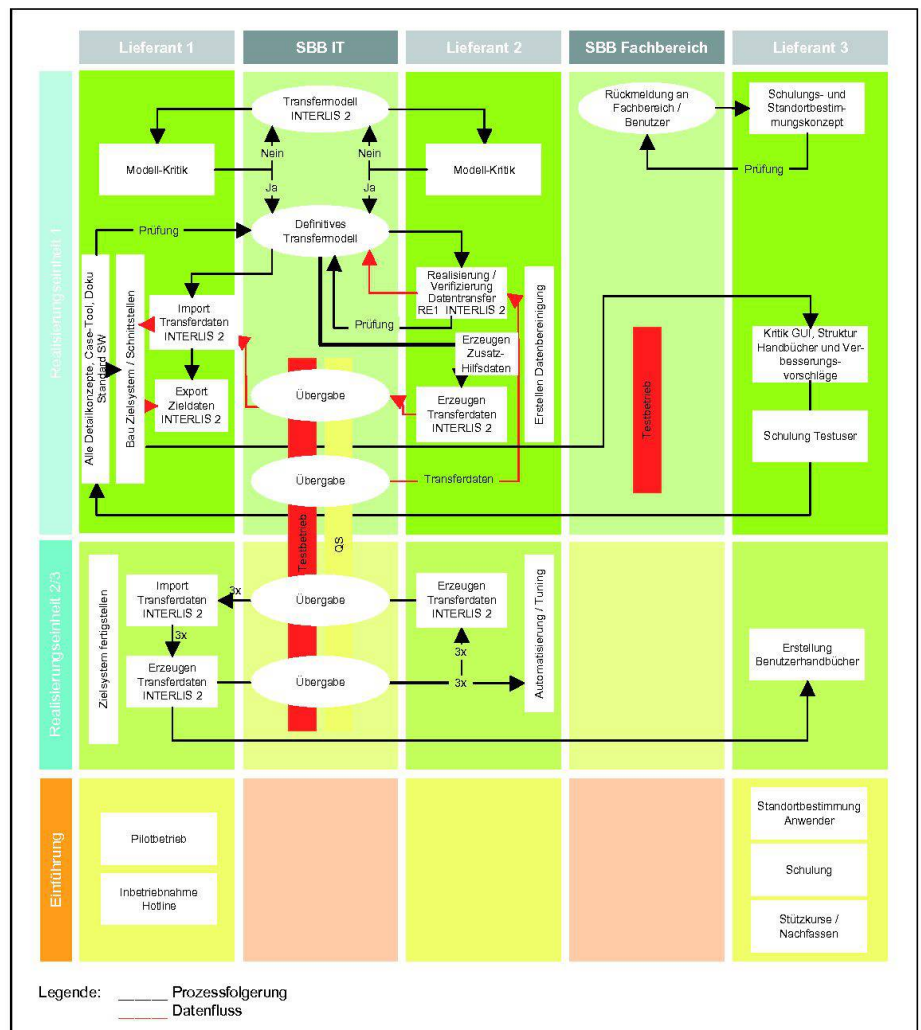 Lieferant 1
SBB IT
Lieferant 2
SBB Fachbereich
Lieferant 3
Realisierungseinheit 1
Transfermodell
INTERLIS 2
Rückmeldung an
Fachbereich /
Benutzer
Schulungs- und
Standortbestim-
mungskonzept
Modell-Kritik
Nein
Ja
Nein
Ja
Modell-Kritik
Prüfung
Prüfung
Definitives
Transfermodell
Alle Detailkonzepte, Case-Tool, Doku
Standard SW
Bau Zielsystem / Schnittstellen
Import
Transferdaten
INTERLIS 2
Export
Zieldaten
INTERLIS 2
Realisierung /
Verifizierung
Datentransfer
RE1 INTERLIS 2
Prüfung
Erzeugen
Zusatz-
Hilfsdaten
Erzeugen
Transferdaten
INTERLIS 2
Erstellen Datenbereinigung
Testbetrieb
Kritik GUI, Struktur
Handbücher und Ver-
besserungs-
vorschläge
Schulung Testuser
Übergabe
Übergabe
Transferdaten
Testbetrieb
QS
Realisierungseinheit 2/3
Zielsystem fertigstellen
Import
Transferdaten
INTERLIS 2
3x
Übergabe
Erzeugen
Transferdaten
INTERLIS 2
Automatisierung / Tuning
3x
Erzeugen
Transferdaten
INTERLIS 2
Übergabe
3x
3x
Erstellung
Benutzerhandbücher
Einführung
Pilotbetrieb
Inbetriebnahme
Hotline
Standortbestimmung
Anwender
Schulung
Stützkurse /
Nachfassen
Legende:
Prozessfolgerung
Datenfluss